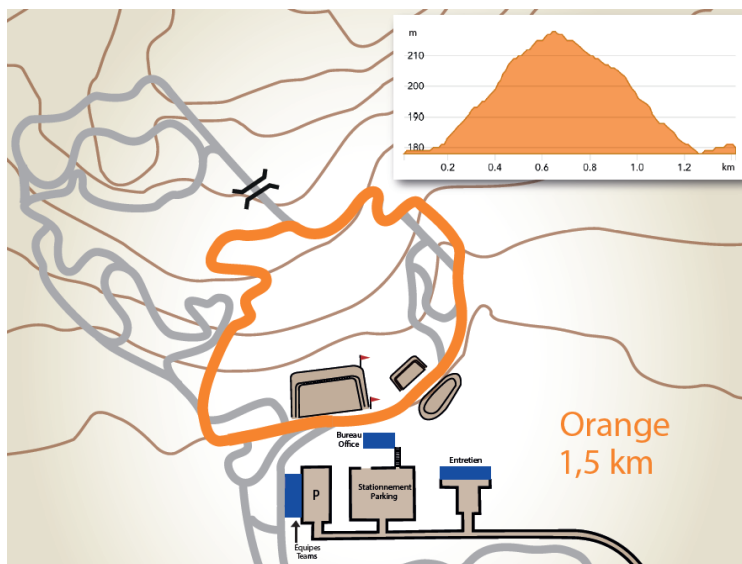 m
210
200
190
180
0.2
0.4
0.6
0.8
1.0
1.2
km
Orange
1,5 km
Bureau
Office
Entretien
Stationnement
Parking
P
Equipes
Teams